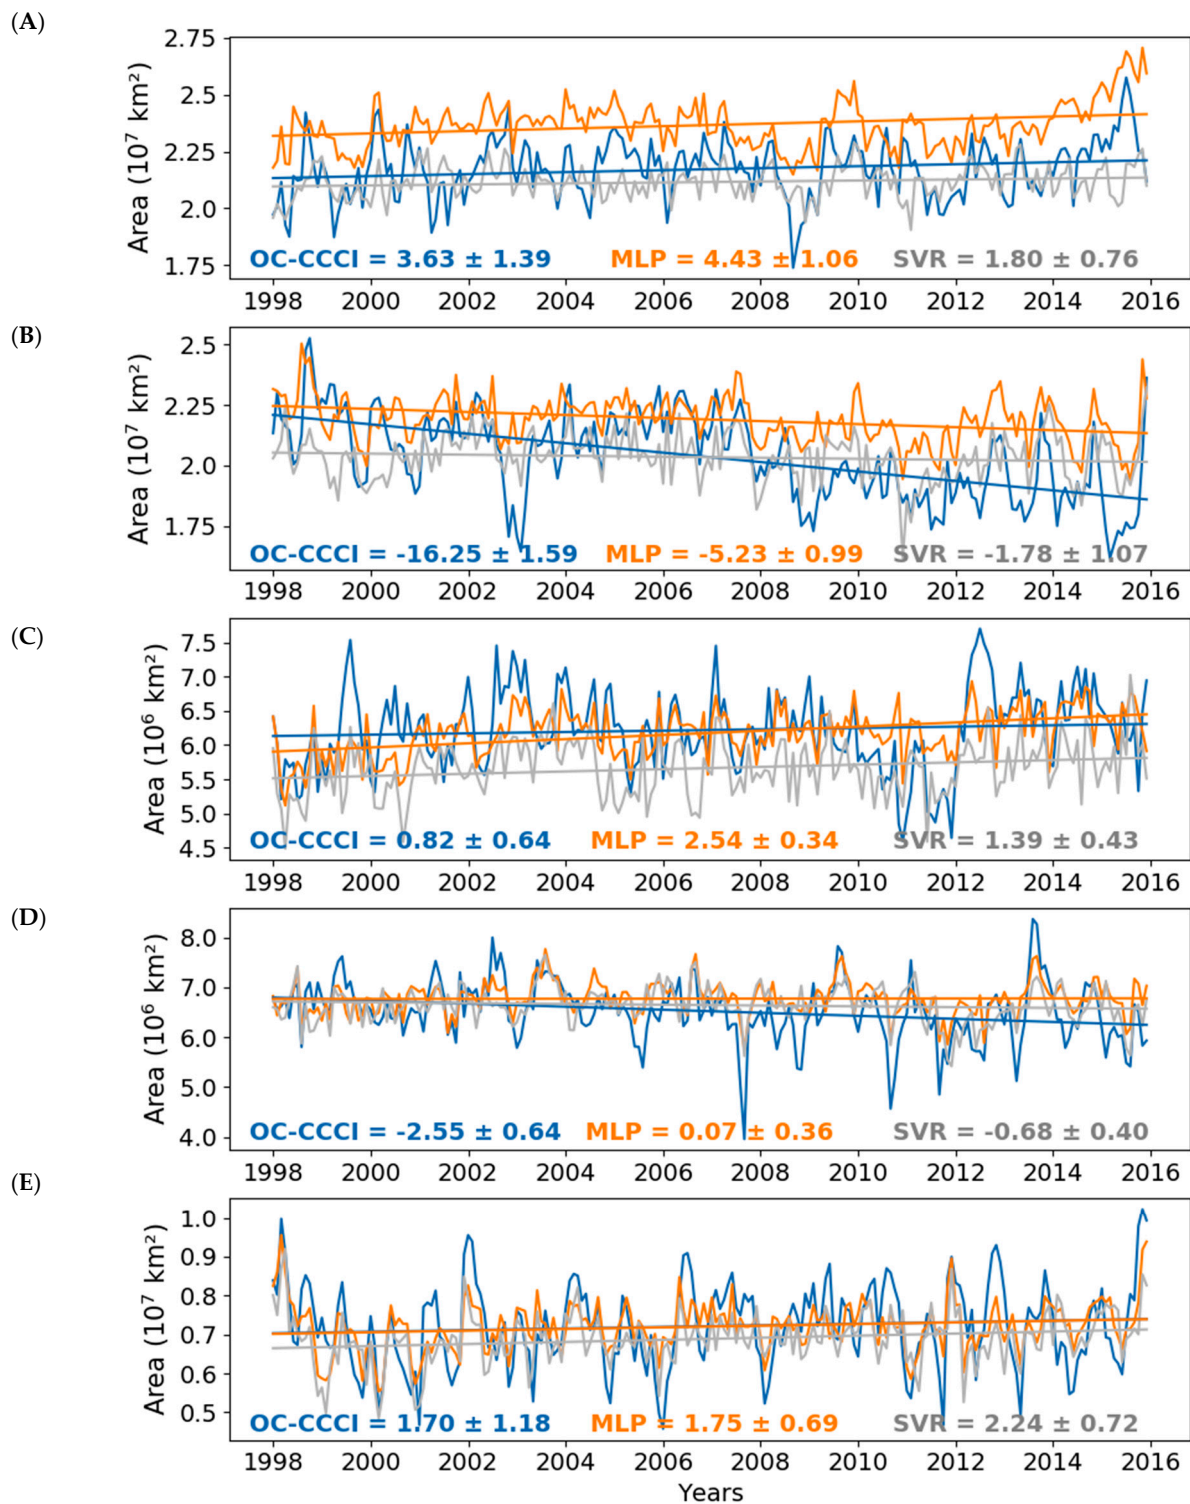 (A)
2.75
2.5
2.25
2.0
1.75
Area (10⁷ km²)
OC-CCCI = 3.63 ± 1.39 MLP = 4.43 ± 1.06 SVR = 1.80 ± 0.76
1998 2000 2002 2004 2006 2008 2010 2012 2014 2016
(B)
2.5
2.25
2.0
1.75
Area (10⁷ km²)
OC-CCCI = -16.25 ± 1.59 MLP = -5.23 ± 0.99 SVR = -1.78 ± 1.07
1998 2000 2002 2004 2006 2008 2010 2012 2014 2016
(C)
7.5
7.0
6.5
6.0
5.5
5.0
4.5
Area (10⁶ km²)
OC-CCCI = 0.82 ± 0.64 MLP = 2.54 ± 0.34 SVR = 1.39 ± 0.43
1998 2000 2002 2004 2006 2008 2010 2012 2014 2016
(D)
8.0
7.0
6.0
5.0
4.0
Area (10⁶ km²)
OC-CCCI = -2.55 ± 0.64 MLP = 0.07 ± 0.36 SVR = -0.68 ± 0.40
1998 2000 2002 2004 2006 2008 2010 2012 2014 2016
(E)
1.0
0.9
0.8
0.7
0.6
0.5
Area (10⁷ km²)
OC-CCCI = 1.70 ± 1.18 MLP = 1.75 ± 0.69 SVR = 2.24 ± 0.72
1998 2000 2002 2004 2006 2008 2010 2012 2014 2016
Years